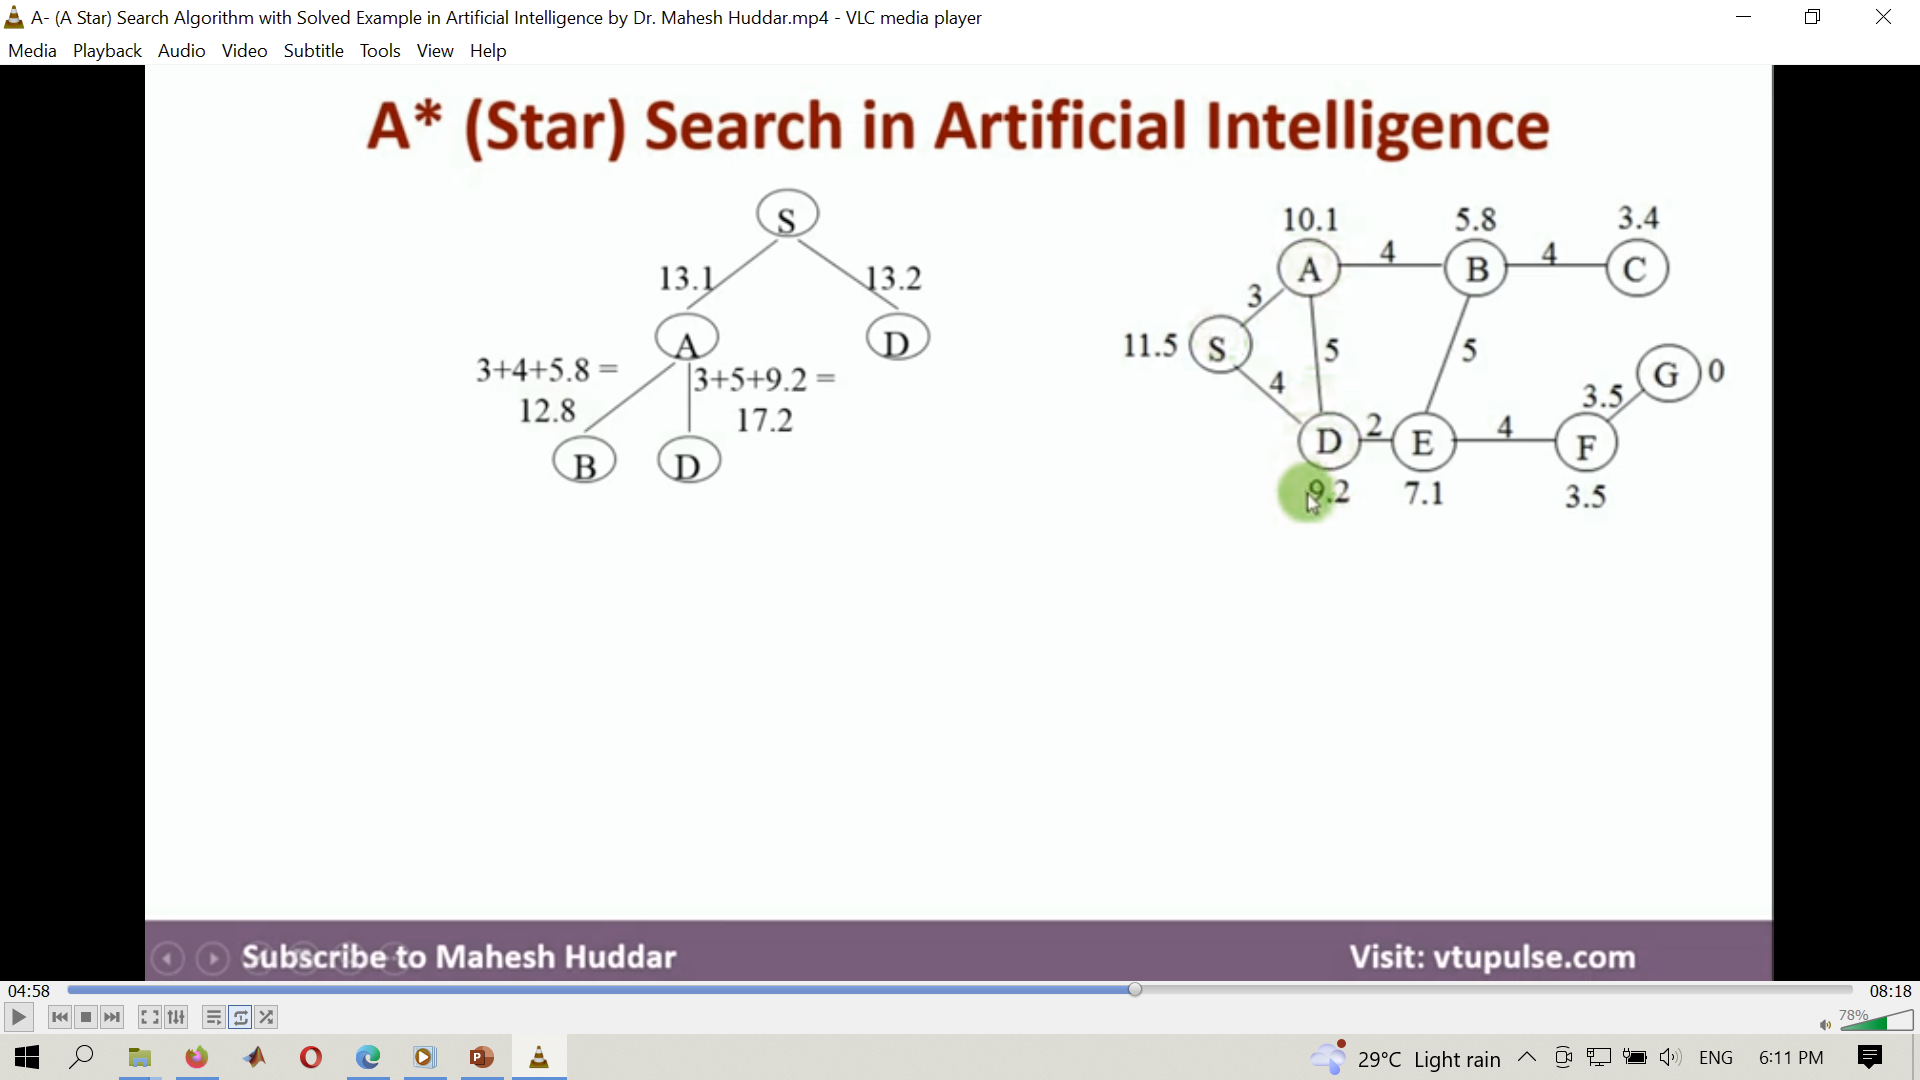 A- (A Star) Search Algorithm with Solved Example in Artificial Intelligence by Dr. Mahesh Huddar.mp4 - VLC media player
Media Playback Audio Video Subtitle Tools View Help
A* (Star) Search in Artificial Intelligence
S
13.1 13.2
A D
3+4+5.8 = 3+5+9.2 =
12.8 17.2
B D
10.1 5.8 3.4
A 4 B 4 C
3
11.5 S 5 5 G 0
4 3.5
D 2 E 4 F
9.2 7.1 3.5
Subscribe to Mahesh Huddar Visit: vtupulse.com
04:58 08:18
78%
29°C Light rain ENG 6:11 PM